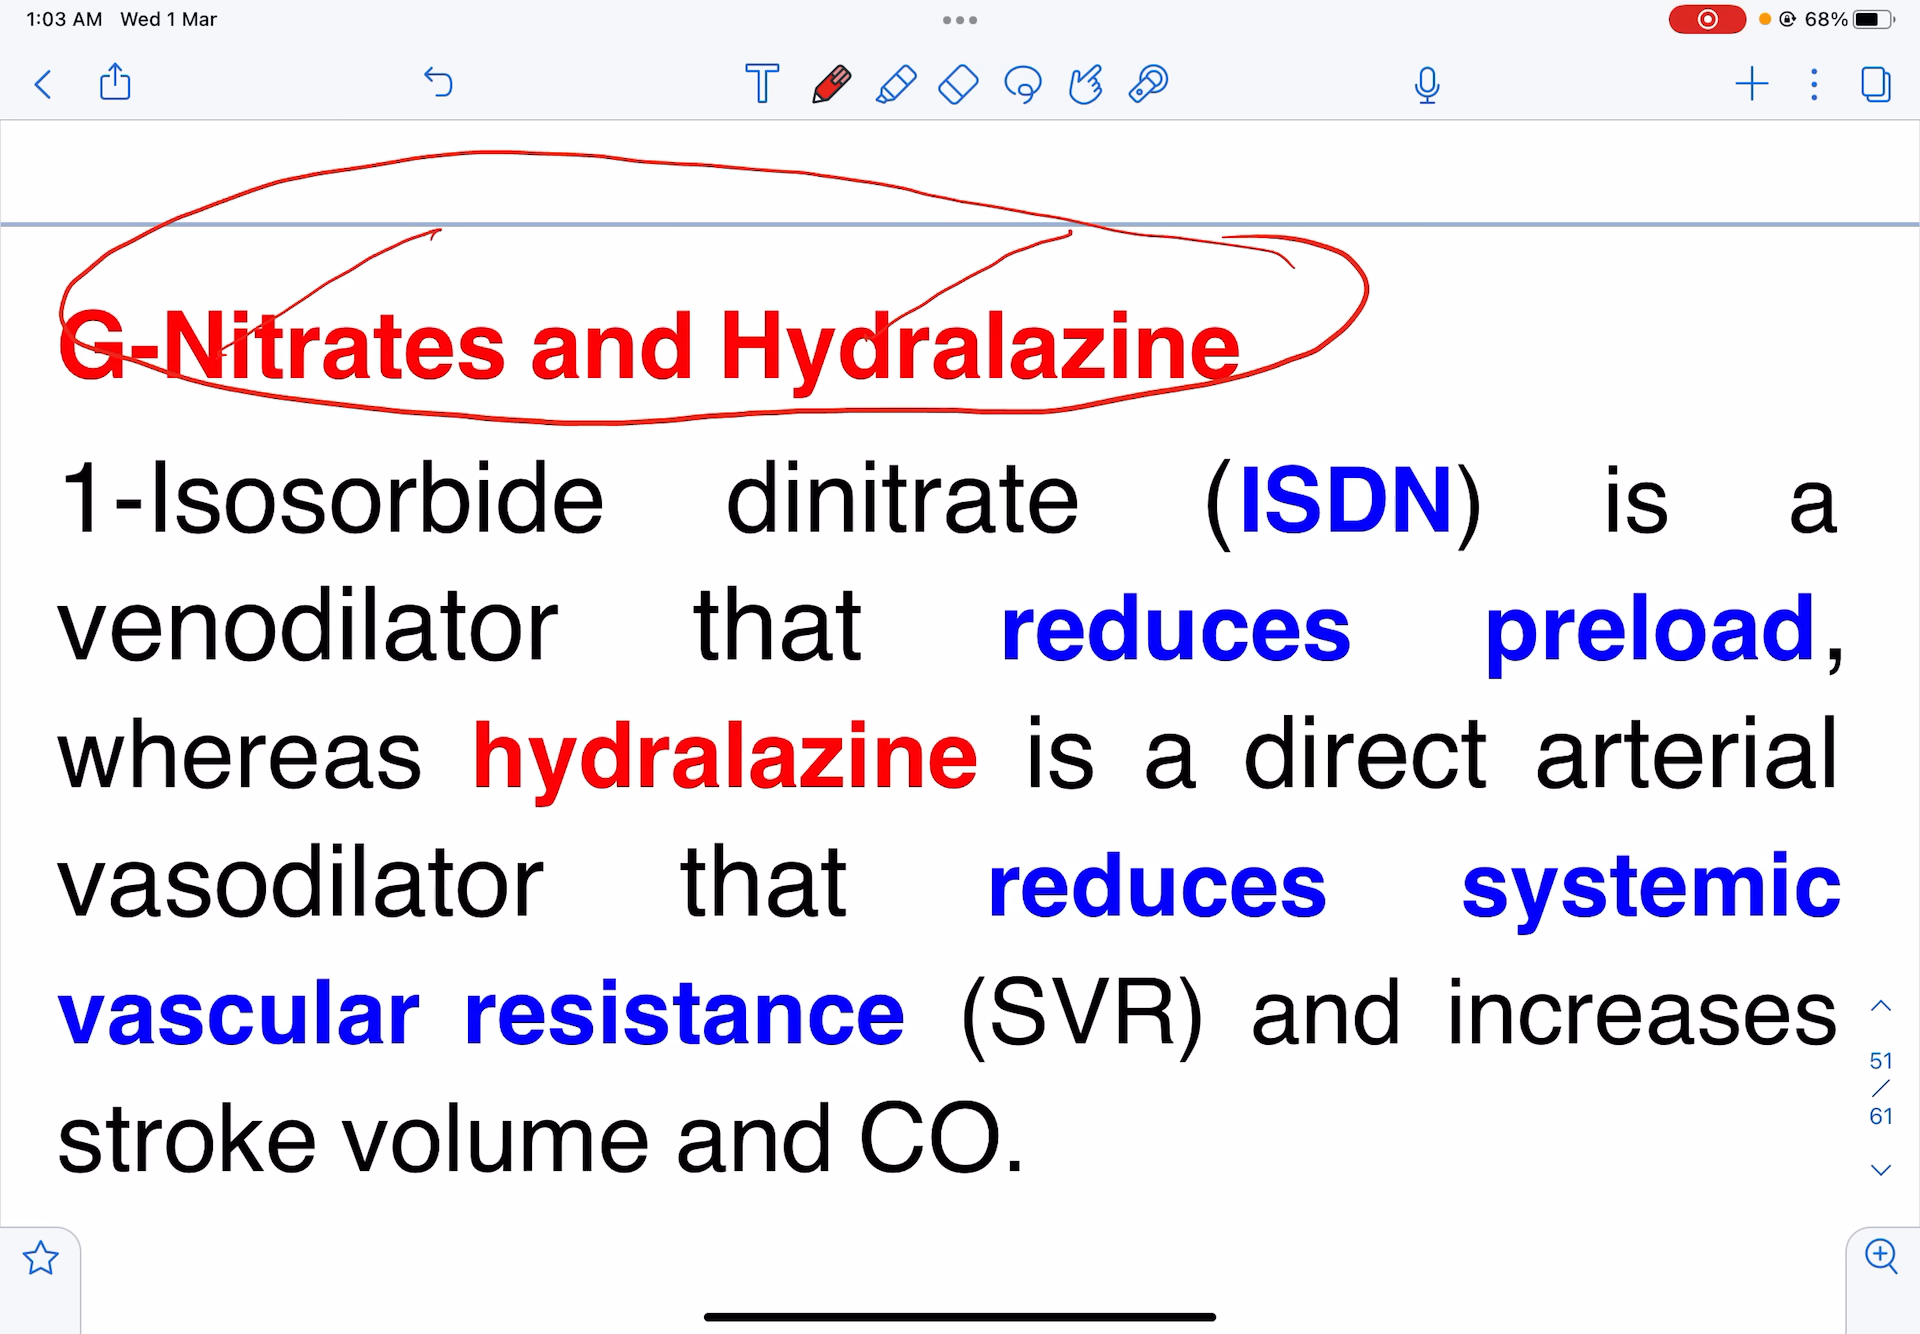 1:03 AM Wed 1 Mar
68%
T
G-Nitrates and Hydralazine
1-Isosorbide dinitrate (ISDN) is a
venodilator that reduces preload,
whereas hydralazine is a direct arterial
vasodilator that reduces systemic
vascular resistance (SVR) and increases
stroke volume and CO.
51
/
61